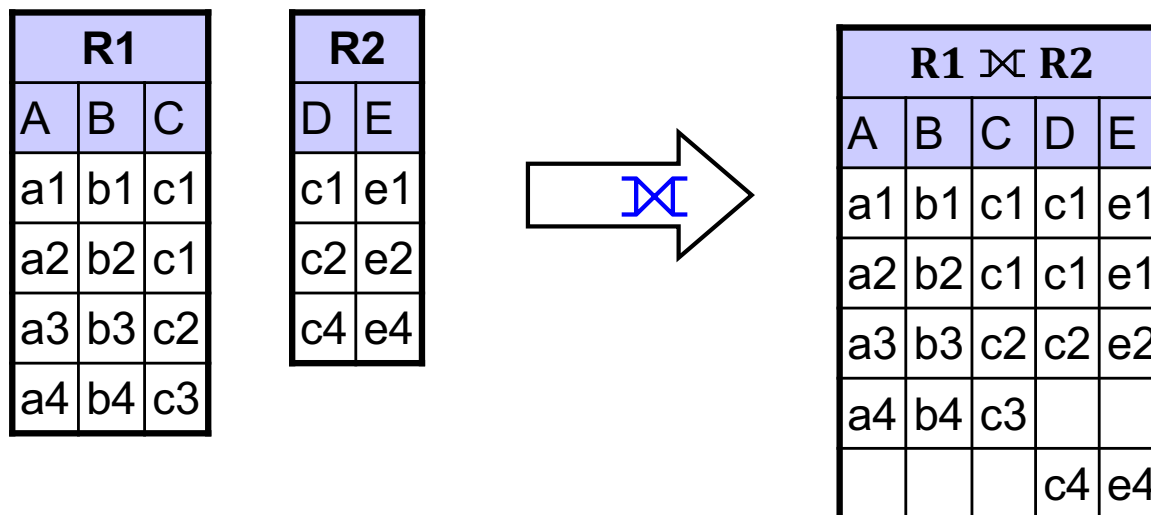 R1
A B C
a1 b1 c1
a2 b2 c1
a3 b3 c2
a4 b4 c3
R2
D E
c1 e1
c2 e2
c4 e4
⟗
R1 ⟗ R2
A B C D E
a1 b1 c1 c1 e1
a2 b2 c1 c1 e1
a3 b3 c2 c2 e2
a4 b4 c3
c4 e4